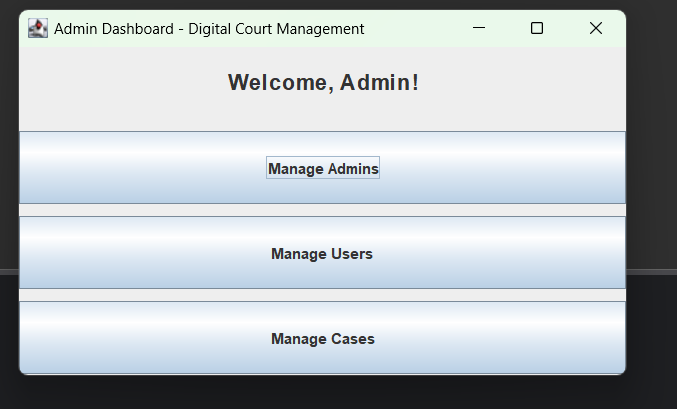 Admin Dashboard - Digital Court Management
Welcome, Admin!
Manage Admins
Manage Users
Manage Cases